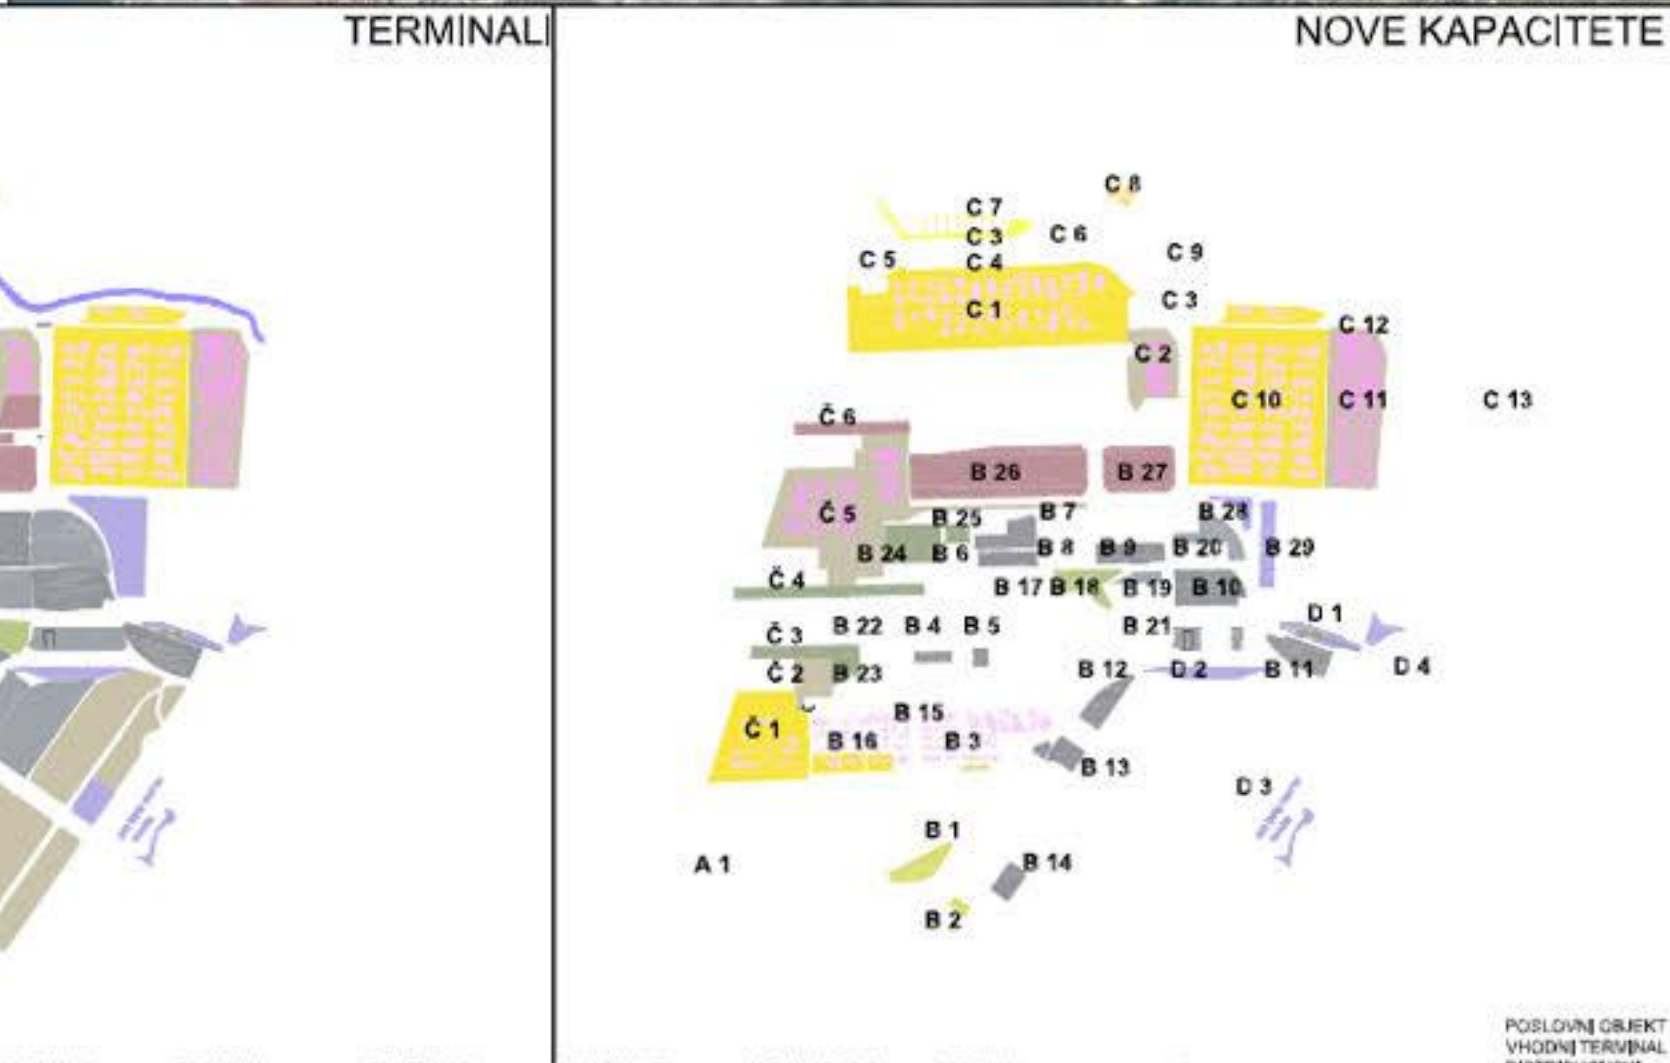 TERMINALI
NOVE KAPACITETE
C 8
C 7
C 3
C 6
C 9
C 5
C 4
C 3
C 1
C 12
C 2
C 10
C 11
C 13
Č 6
B 26
B 27
Č 5
B 25
B 7
B 28
B 24
B 6
B 8
B 9
B 20
B 29
Č 4
B 17
B 18
B 19
B 10
D 1
Č 3
B 22
B 4
B 5
B 21
Č 2
B 23
B 12
D 2
B 11
D 4
Č 1
B 15
B 16
B 3
B 13
D 3
B 1
A 1
B 14
B 2
POSLOVNI OBJEKT
VHODNI TERMINAL